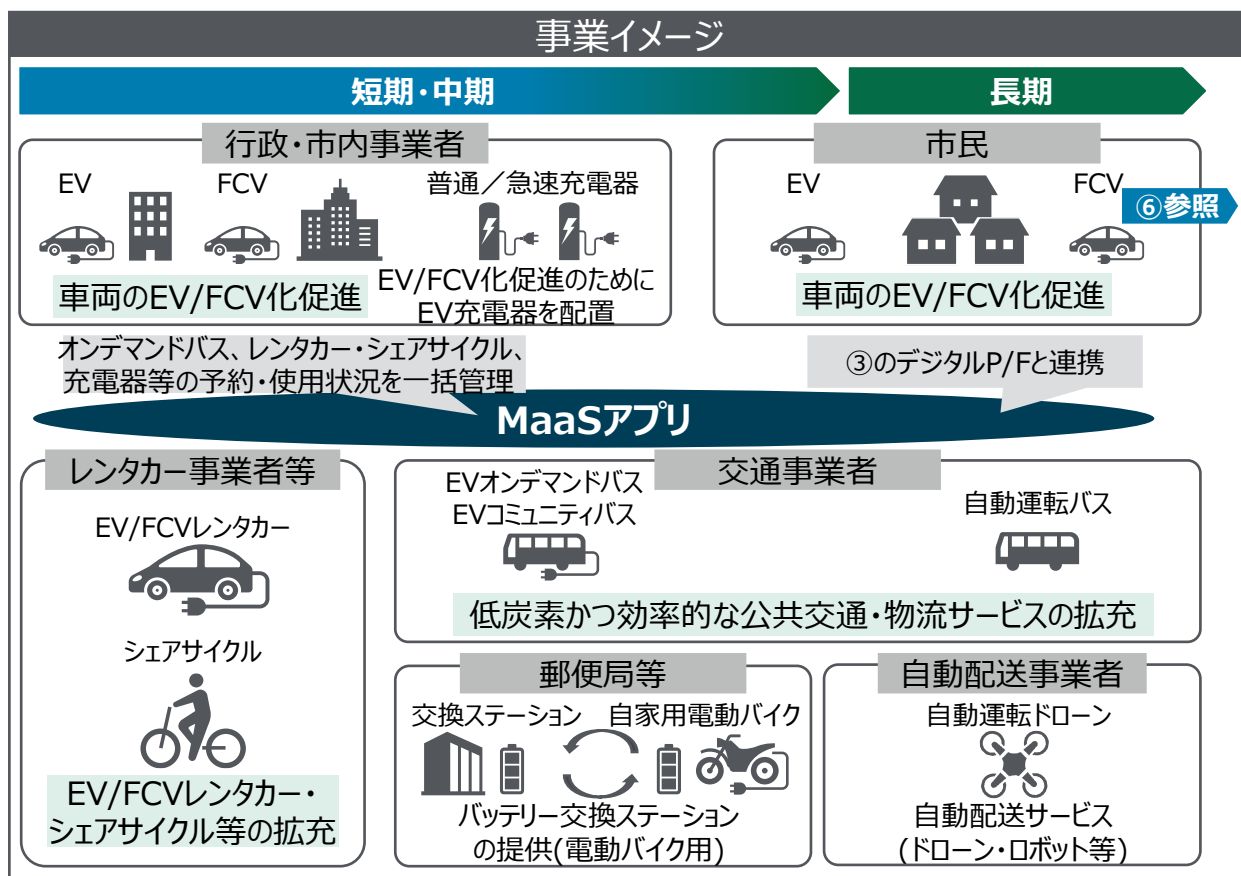 事業イメージ
短期・中期
長期
行政・市内事業者
EV
FCV
普通／急速充電器
車両のEV/FCV化促進
EV/FCV化促進のために
EV充電器を配置
市民
EV
FCV
⑥参照
車両のEV/FCV化促進
オンデマンドバス、レンタカー・シェアサイクル、
充電器等の予約・使用状況を一括管理
③のデジタルP/Fと連携
MaaSアプリ
レンタカー事業者等
EV/FCVレンタカー
シェアサイクル
EV/FCVレンタカー・
シェアサイクル等の拡充
交通事業者
EVオンデマンドバス
EVコミュニティバス
自動運転バス
低炭素かつ効率的な公共交通・物流サービスの拡充
郵便局等
交換ステーション
自家用電動バイク
バッテリー交換ステーション
の提供(電動バイク用)
自動配送事業者
自動運転ドローン
自動配送サービス
(ドローン・ロボット等)